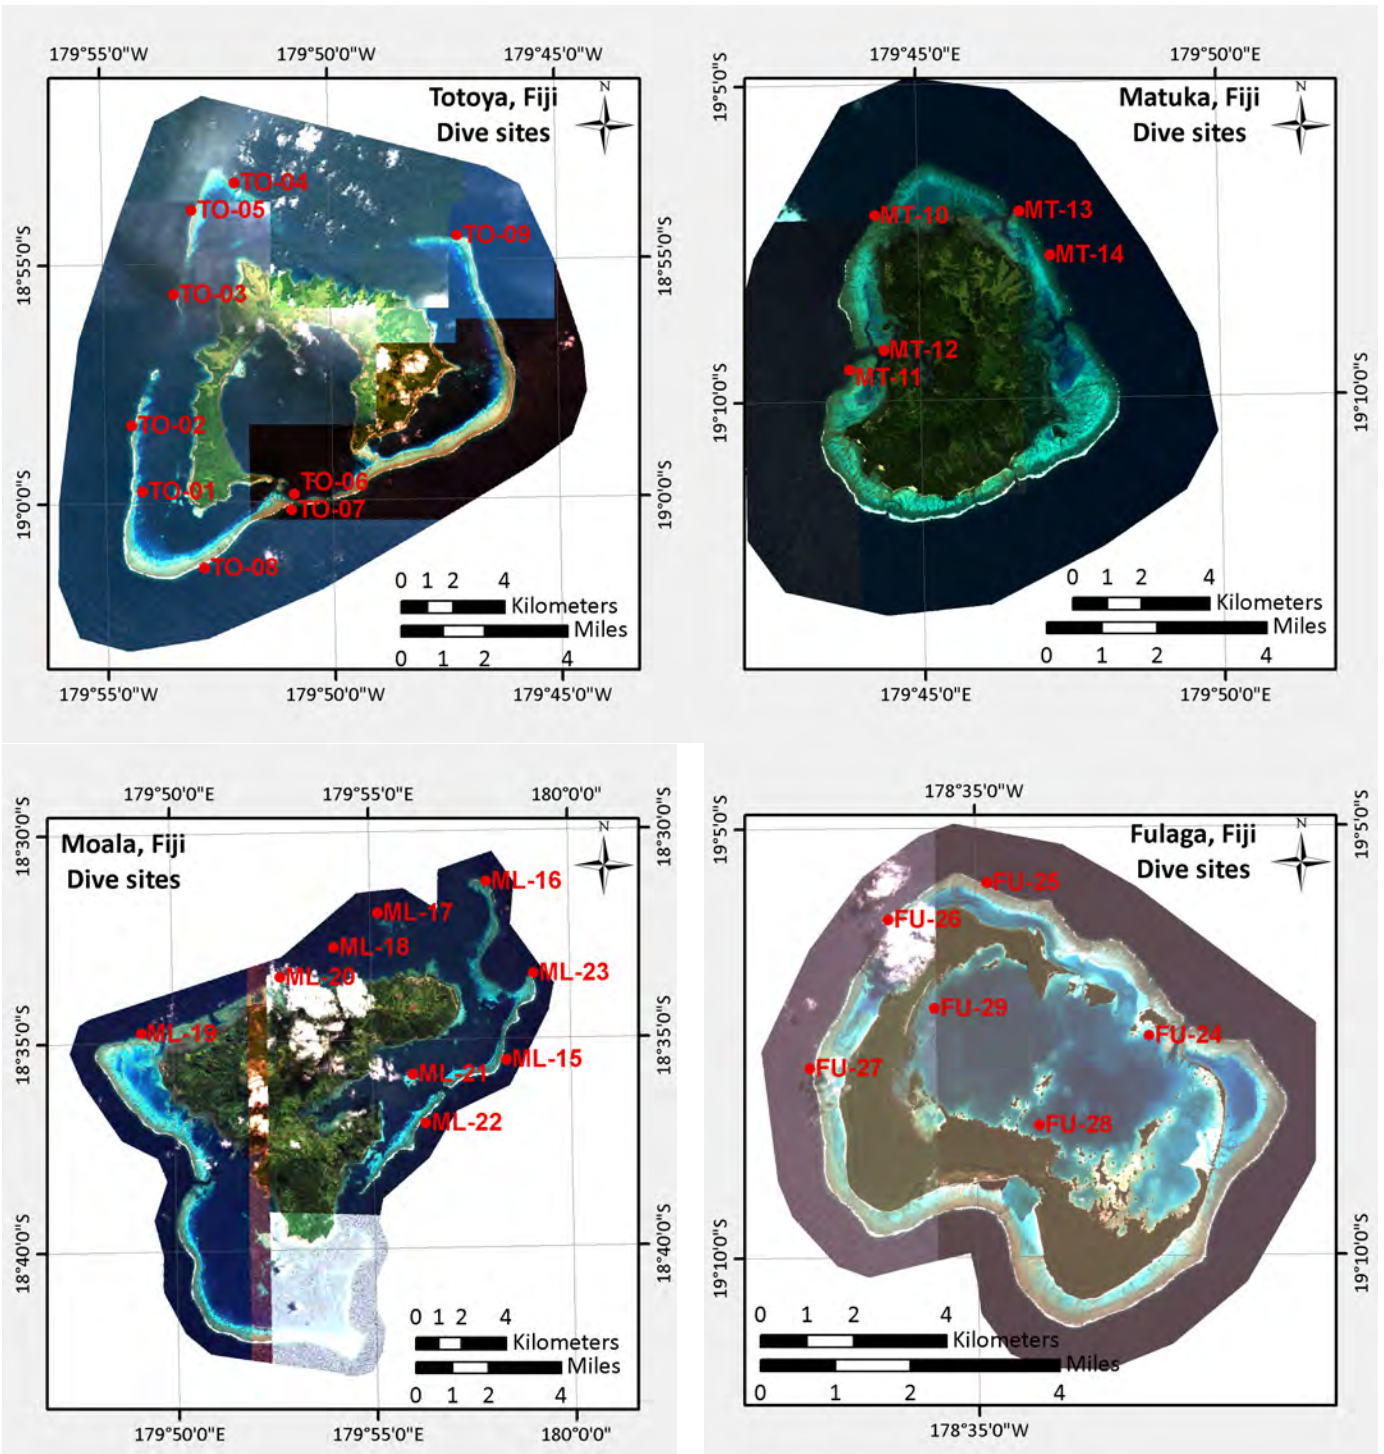 179°55'0"W 179°50'0"W 179°45'0"W
Totoya, Fiji
Dive sites
N
18°55'0"S
19°0'0"S
18°55'0"S
19°0'0"S
TO-04
TO-05
TO-09
TO-03
TO-02
TO-01
TO-06
TO-07
TO-08
0 1 2 4
Kilometers
Miles
0 1 2 4
179°55'0"W 179°50'0"W 179°45'0"W
179°45'0"E 179°50'0"E
Matuka, Fiji
Dive sites
N
19°5'0"S
19°10'0"S
19°10'0"S
MT-10
MT-13
MT-14
MT-12
MT-11
0 1 2 4
Kilometers
Miles
0 1 2 4
179°45'0"E 179°50'0"E
179°50'0"E 179°55'0"E 180°0'0"
Moala, Fiji
Dive sites
N
18°30'0"S
18°35'0"S
18°40'0"S
18°30'0"S
18°35'0"S
18°40'0"S
ML-16
ML-17
ML-18
ML-20
ML-23
ML-19
ML-15
ML-21
ML-22
0 1 2 4
Kilometers
Miles
0 1 2 4
179°50'0"E 179°55'0"E 180°0'0"
178°35'0"W
Fulaga, Fiji
Dive sites
N
19°5'0"S
19°10'0"S
19°5'0"S
19°10'0"S
FU-25
FU-26
FU-29
FU-24
FU-27
FU-28
0 1 2 4
Kilometers
Miles
0 1 2 4
178°35'0"W